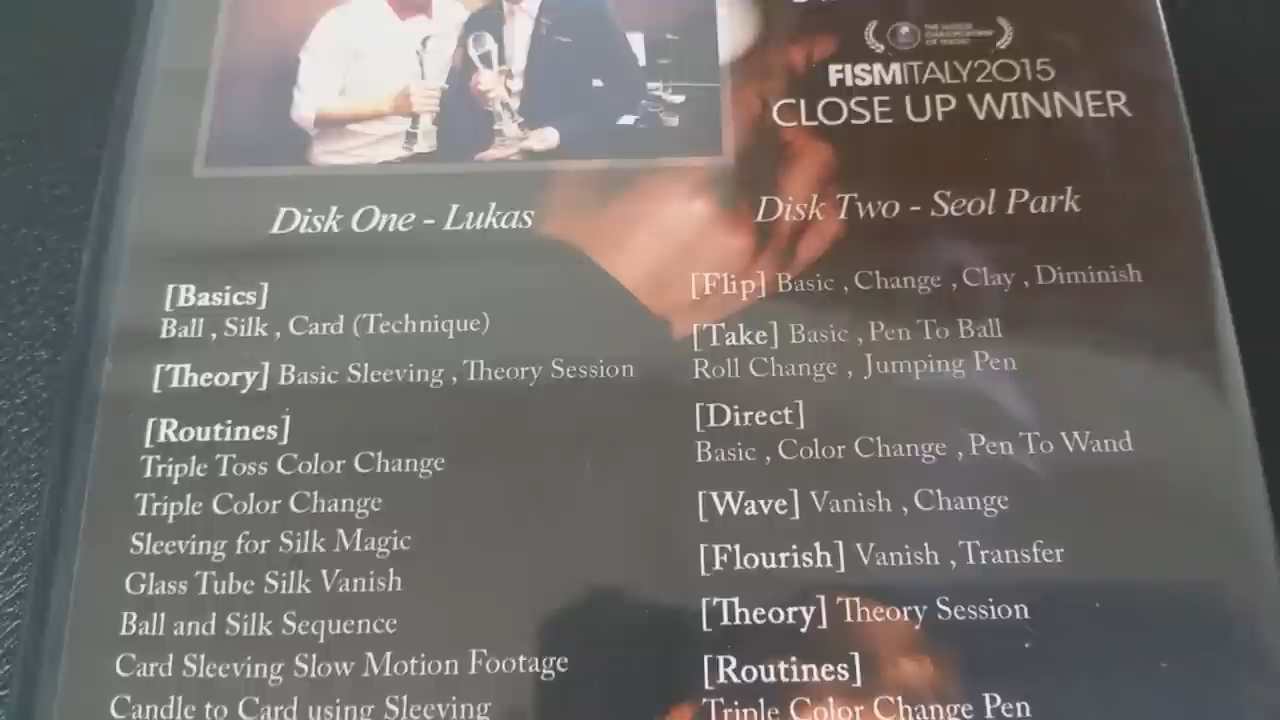 FISMITALY2015
CLOSE UP WINNER
Disk One - Lukas
[Basics]
Ball , Silk , Card (Technique)
[Theory] Basic Sleeving , Theory Session
[Routines]
Triple Toss Color Change
Triple Color Change
Sleeving for Silk Magic
Glass Tube Silk Vanish
Ball and Silk Sequence
Card Sleeving Slow Motion Footage
Candle to Card using Sleeving
Disk Two - Seol Park
[Flip] Basic , Change , Clay , Diminish
[Take] Basic , Pen To Ball
Roll Change , Jumping Pen
[Direct]
Basic , Color Change , Pen To Wand
[Wave] Vanish , Change
[Flourish] Vanish , Transfer
[Theory] Theory Session
[Routines]
Triple Color Change Pen